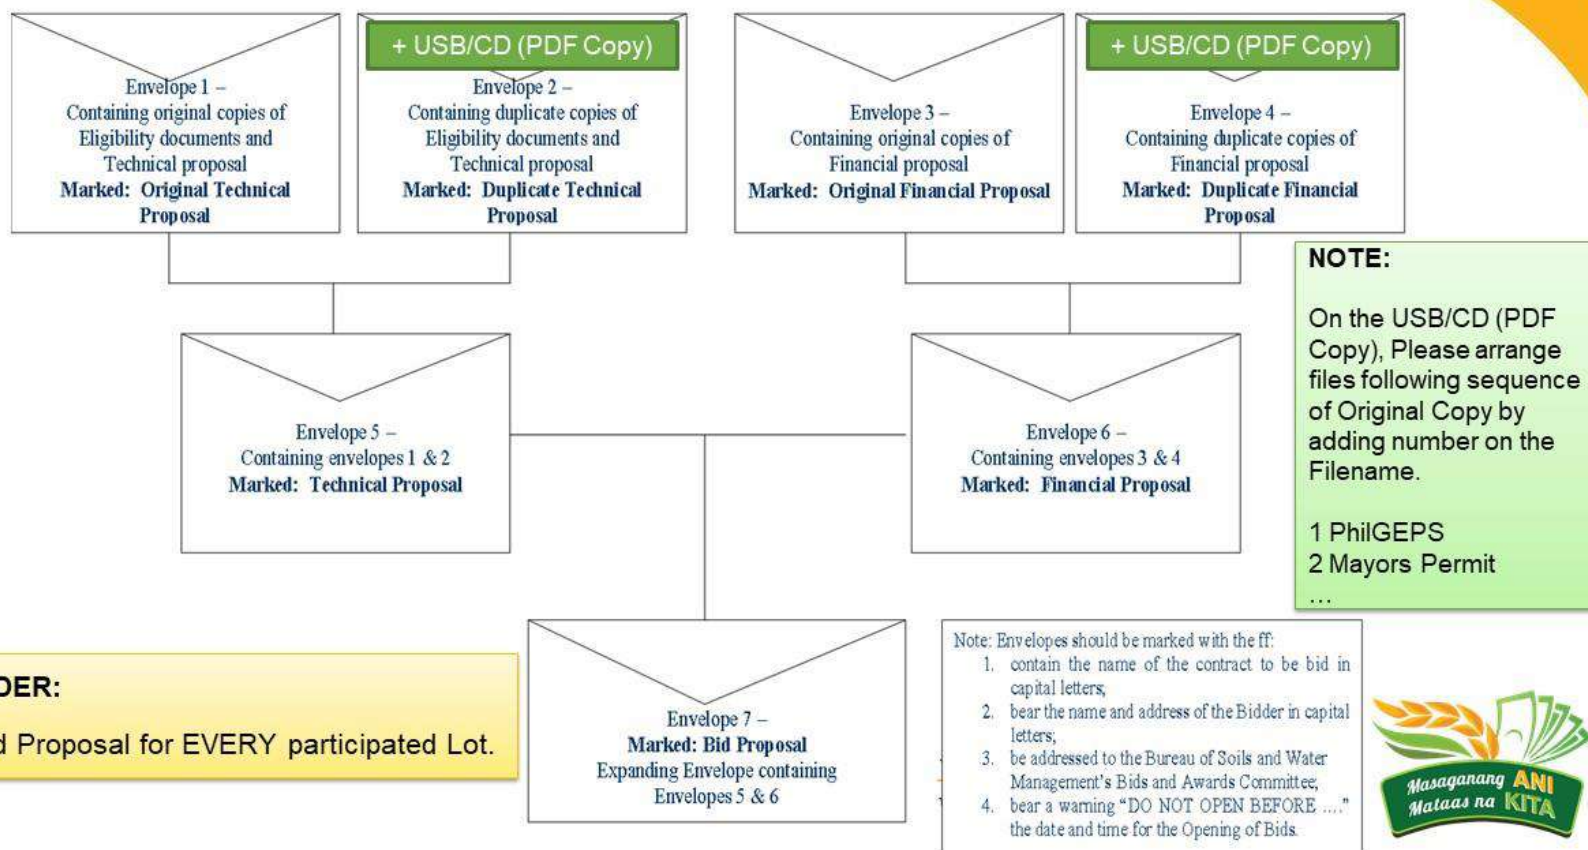 + USB/CD (PDF Copy)
+ USB/CD (PDF Copy)
Envelope 1 –
Containing original copies of
Eligibility documents and
Technical proposal
Marked: Original Technical
Proposal
Envelope 2 –
Containing duplicate copies of
Eligibility documents and
Technical proposal
Marked: Duplicate Technical
Proposal
Envelope 3 –
Containing original copies of
Financial proposal
Marked: Original Financial Proposal
Envelope 4 –
Containing duplicate copies of
Financial proposal
Marked: Duplicate Financial
Proposal
NOTE:
On the USB/CD (PDF
Copy), Please arrange
files following sequence
of Original Copy by
adding number on the
Filename.
1 PhilGEPS
2 Mayors Permit
...
Envelope 5 –
Containing envelopes 1 & 2
Marked: Technical Proposal
Envelope 6 –
Containing envelopes 3 & 4
Marked: Financial Proposal
DER:
d Proposal for EVERY participated Lot.
Envelope 7 –
Marked: Bid Proposal
Expanding Envelope containing
Envelopes 5 & 6
Note: Envelopes should be marked with the ff:
1. contain the name of the contract to be bid in
capital letters;
2. bear the name and address of the Bidder in capital
letters;
3. be addressed to the Bureau of Soils and Water
Management's Bids and Awards Committee;
4. bear a warning “DO NOT OPEN BEFORE ….”
the date and time for the Opening of Bids.
Masaganang ANI
Mataas na KITA